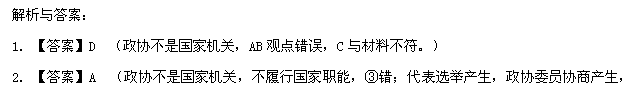 解析与答案：
1. 【答案】D （政协不是国家机关，AB 观点错误，C 与材料不符。）
2. 【答案】A （政协不是国家机关，不履行国家职能，③错；代表选举产生，政协委员协商产生，